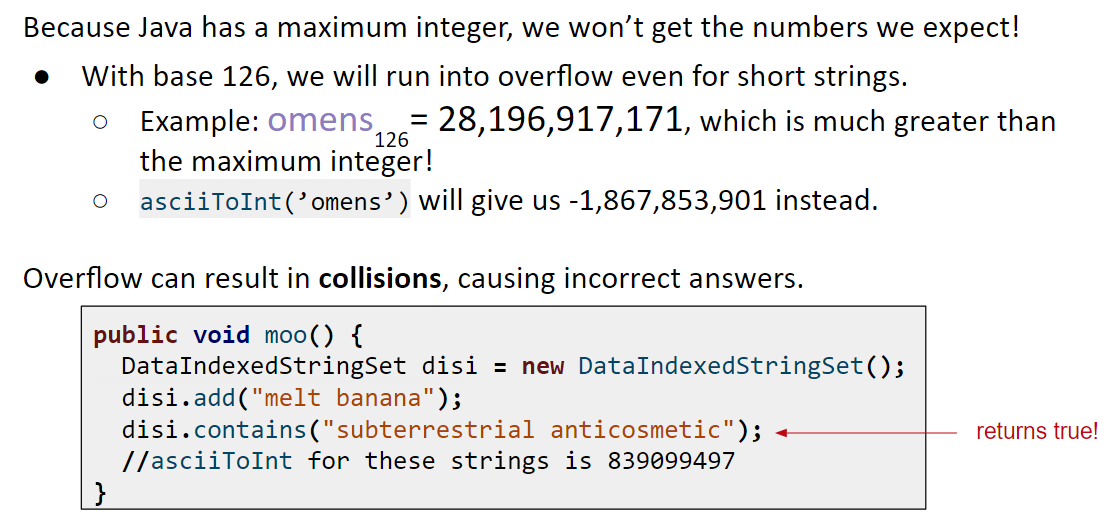 Because Java has a maximum integer, we won’t get the numbers we expect!
● With base 126, we will run into overflow even for short strings.
○ Example: omens126 = 28,196,917,171, which is much greater than
the maximum integer!
○ asciiToInt(’omens’) will give us -1,867,853,901 instead.
Overflow can result in collisions, causing incorrect answers.
public void moo() {
DataIndexedStringSet disi = new DataIndexedStringSet();
disi.add("melt banana");
disi.contains("subterrestrial anticosmetic"); returns true!
//asciiToInt for these strings is 839099497
}